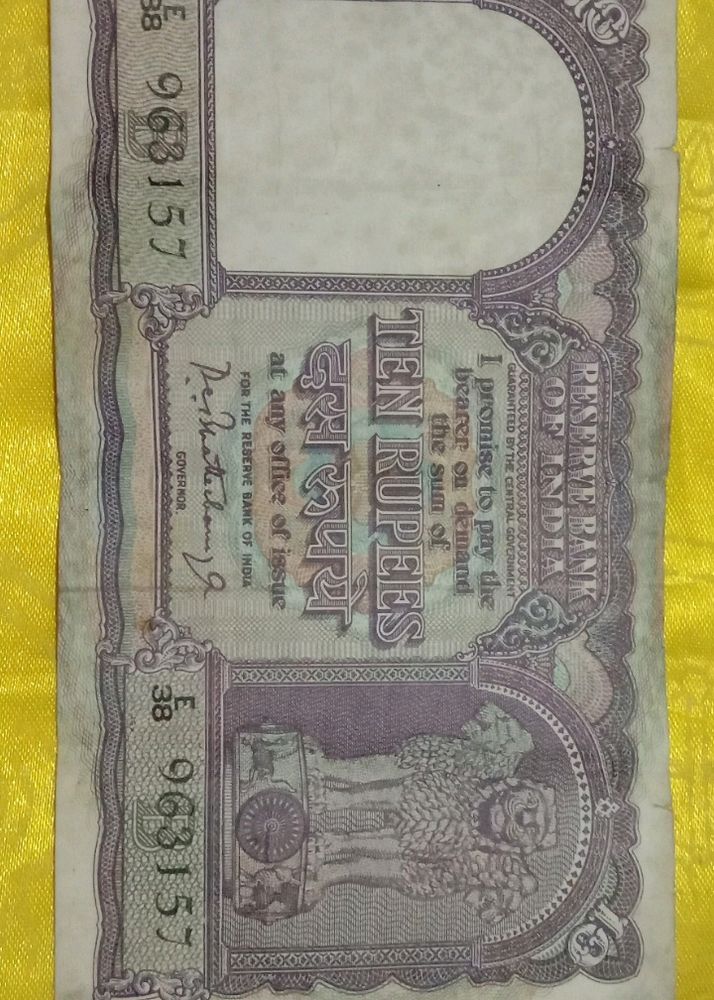 RESERVE BANK
OF INDIA
GUARANTEED BY THE CENTRAL GOVERNMENT
I promise to pay the
bearer on demand
the sum of
TEN RUPEES
दस रुपये
at any office of issue
FOR THE RESERVE BANK OF INDIA
GOVERNOR
E
38 963157
E
38 963157
10
10